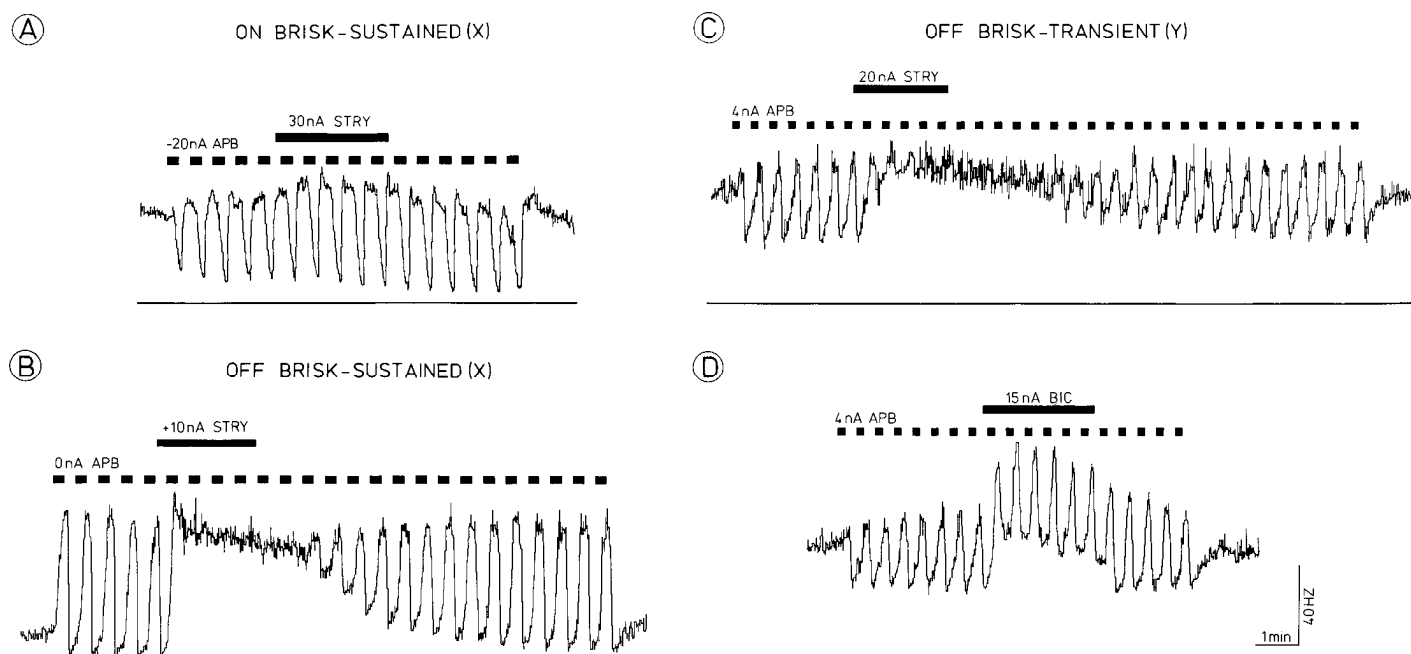 A
ON BRISK-SUSTAINED (X)
30nA STRY
-20nA APB
B
OFF BRISK-SUSTAINED (X)
+10nA STRY
0nA APB
C
OFF BRISK-TRANSIENT (Y)
20nA STRY
4nA APB
D
15nA BIC
4nA APB
40HZ
1min